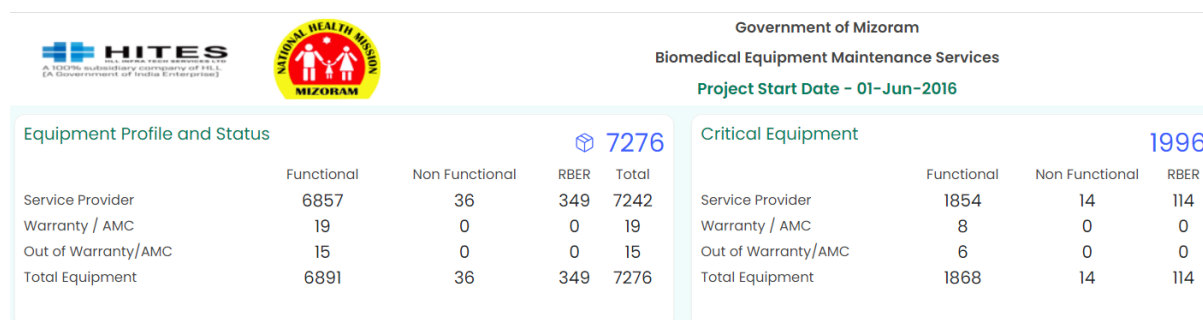 HITES
HLL INFRA TECH SERVICES LTD
A 100% subsidiary company of HLL
(A Government of India Enterprise)
NATIONAL HEALTH MISSION
MIZORAM
Government of Mizoram
Biomedical Equipment Maintenance Services
Project Start Date - 01-Jun-2016
Equipment Profile and Status 7276
Functional Non Functional RBER Total
Service Provider 6857 36 349 7242
Warranty / AMC 19 0 0 19
Out of Warranty/AMC 15 0 0 15
Total Equipment 6891 36 349 7276
Critical Equipment 1996
Functional Non Functional RBER
Service Provider 1854 14 114
Warranty / AMC 8 0 0
Out of Warranty/AMC 6 0 0
Total Equipment 1868 14 114